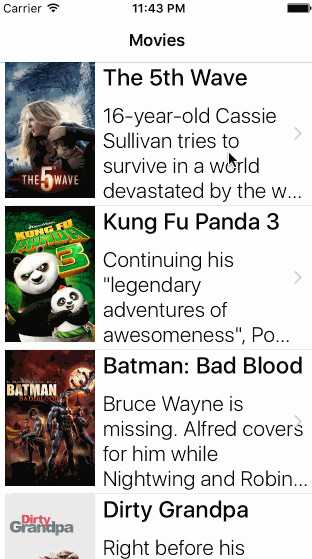 Carrier 11:43 PM
Movies
The 5th Wave
16-year-old Cassie
Sullivan tries to
survive in a world
devastated by the w...
THE 5 WAVE
Kung Fu Panda 3
Continuing his
"legendary
adventures of
awesomeness", Po...
KUNG FU
PANDA
3
Batman: Bad Blood
Bruce Wayne is
missing. Alfred covers
for him while
Nightwing and Robin...
BATMAN
BAD BLOOD
Dirty Grandpa
Right before his
Dirty
Grandpa